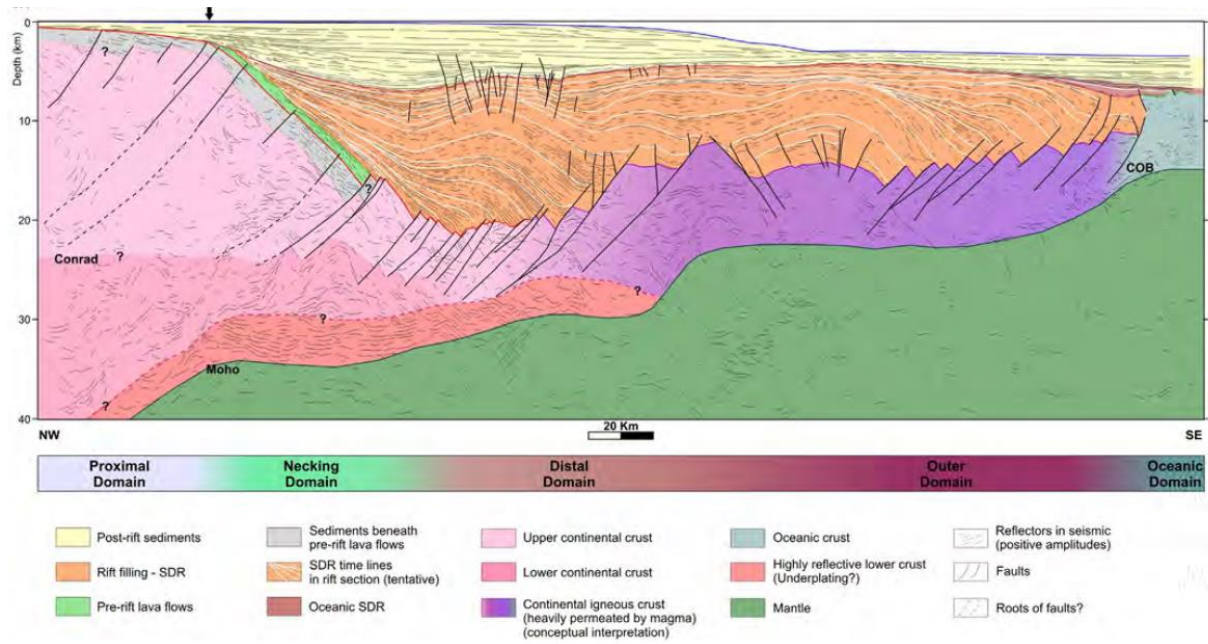 0
Depth (km)
10
20
30
40
?
?
Conrad ?
?
?
?
Moho
COB
NW
20 Km
SE
Proximal
Domain
Necking
Domain
Distal
Domain
Outer
Domain
Oceanic
Domain
Post-rift sediments
Rift filling - SDR
Pre-rift lava flows
Sediments beneath
pre-rift lava flows
SDR time lines
in rift section (tentative)
Oceanic SDR
Upper continental crust
Lower continental crust
Continental igneous crust
(heavily permeated by magma)
(conceptual interpretation)
Oceanic crust
Highly reflective lower crust
(Underplating?)
Mantle
Reflectors in seismic
(positive amplitudes)
Faults
Roots of faults?